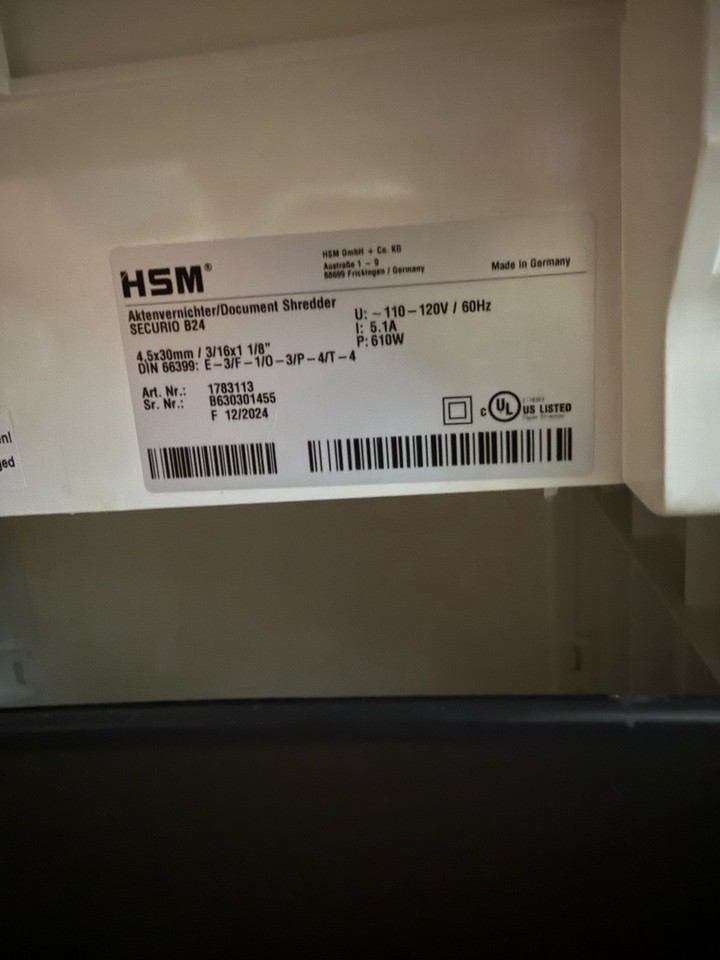 HSM®
HSM GmbH + Co. KG
Austraße 1 - 9
88699 Frickingen / Germany
Made in Germany
Aktenvernichter/Document Shredder
SECURIO B24
U: ~110-120V / 60Hz
I: 5.1A
P: 610W
4,5x30mm / 3/16x1 1/8"
DIN 66399: E-3/F-1/O-3/P-4/T-4
Art. Nr.: 1783113
Sr. Nr.: B630301455
F 12/2024
c UL US LISTED